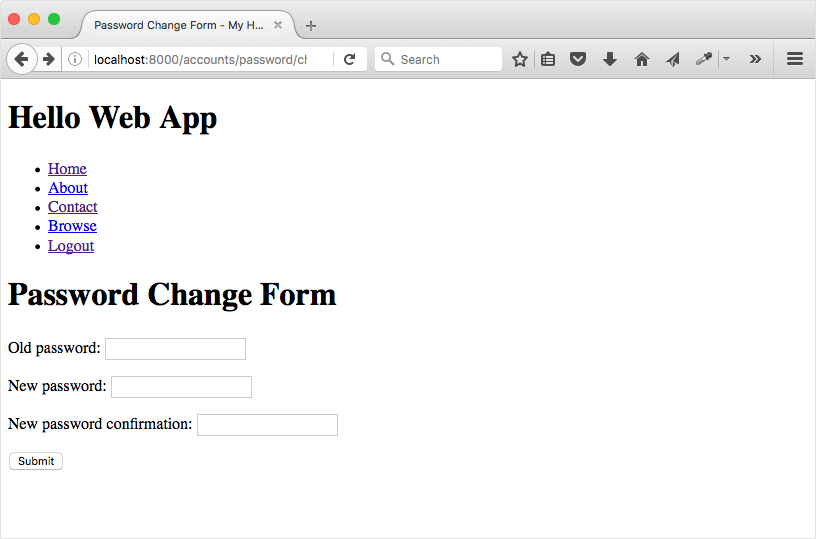 Password Change Form - My H...
localhost:8000/accounts/password/cl
Search
Hello Web App
Home
About
Contact
Browse
Logout
Password Change Form
Old password:
New password:
New password confirmation:
Submit